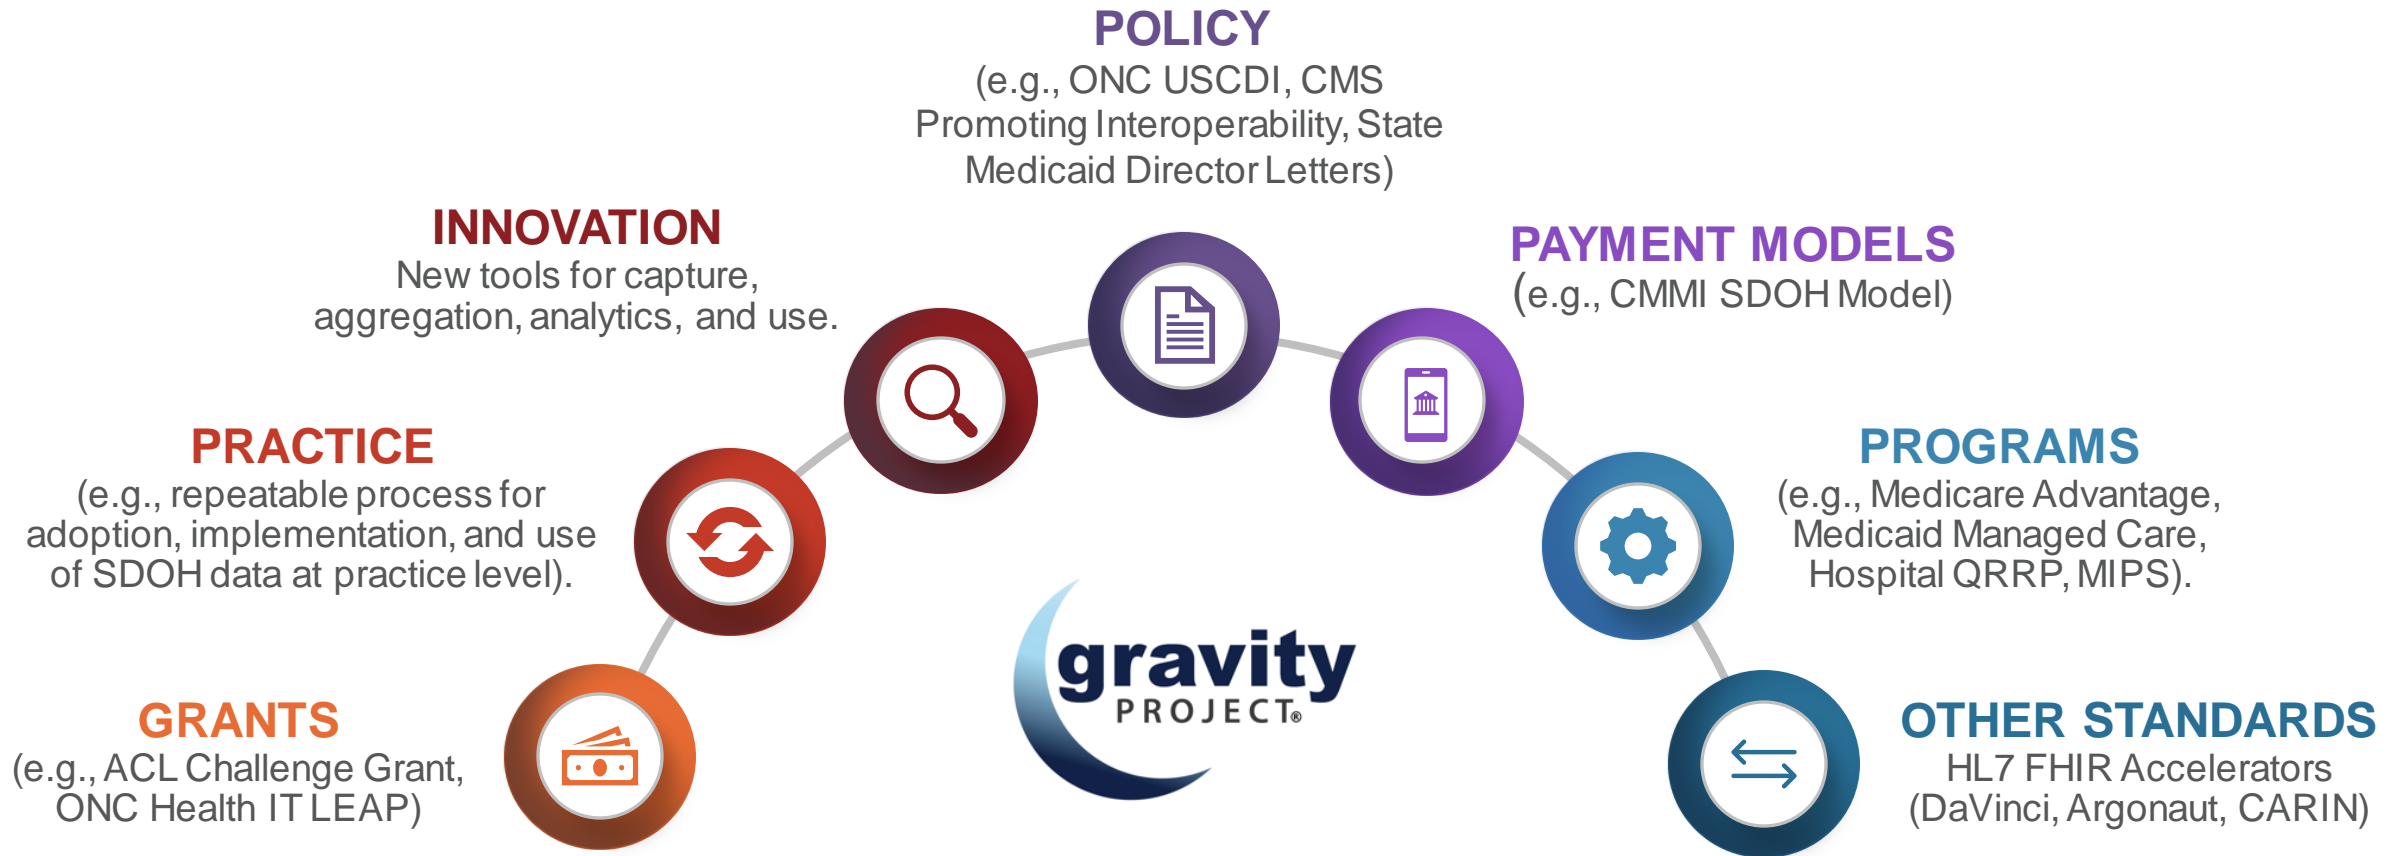 POLICY
(e.g., ONC USCDI, CMS
Promoting Interoperability, State
Medicaid Director Letters)
INNOVATION
New tools for capture,
aggregation, analytics, and use.
PAYMENT MODELS
(e.g., CMMI SDOH Model)
PRACTICE
(e.g., repeatable process for
adoption, implementation, and use
of SDOH data at practice level).
PROGRAMS
(e.g., Medicare Advantage,
Medicaid Managed Care,
Hospital QRRP, MIPS).
gravity
PROJECT®
GRANTS
(e.g., ACL Challenge Grant,
ONC Health IT LEAP)
OTHER STANDARDS
HL7 FHIR Accelerators
(DaVinci, Argonaut, CARIN)